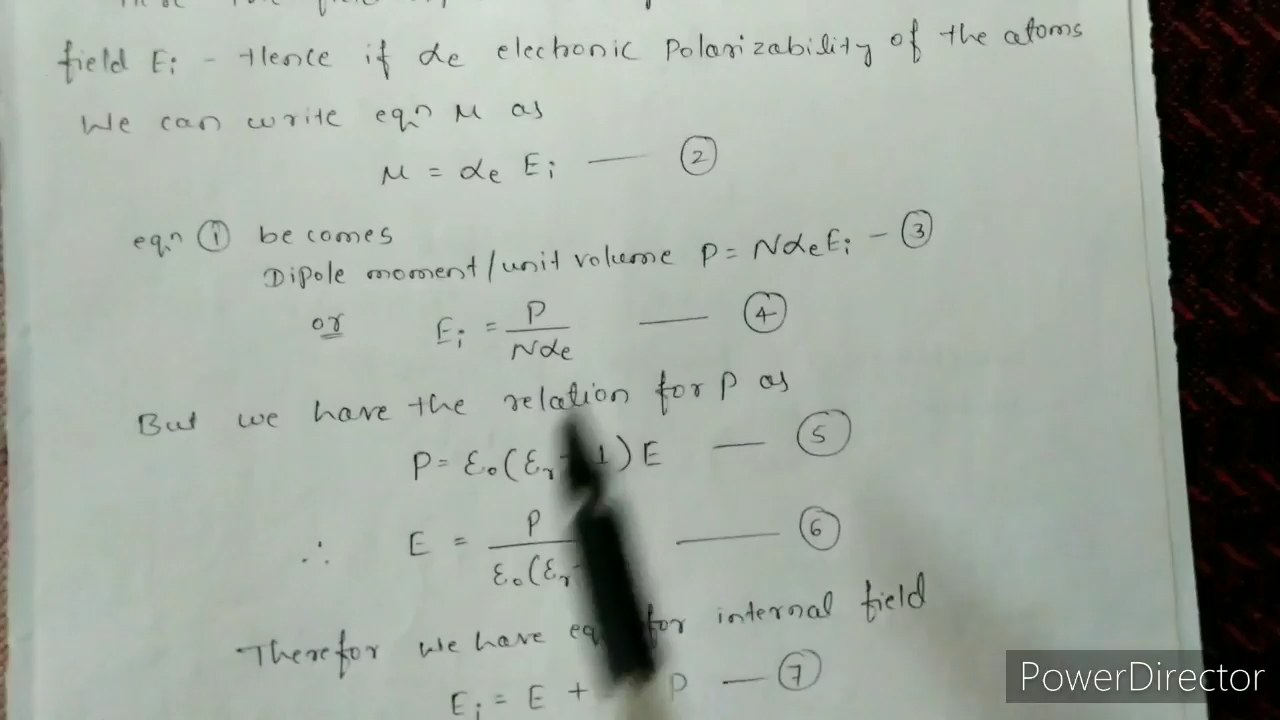 field Ei - Hence if αe electronic Polarizability of the atoms
We can write eqn μ as
μ = αe Ei — ②
eqn ① becomes
Dipole moment/unit volume P = NαeEi - ③
or Ei = P/Nαe — ④
But we have the relation for P as
P = ε₀(εr - 1) E — ⑤
∴ E = P/ε₀(εr — ⑥
Therefor we have for internal field
Ei = E + P — ⑦
PowerDirector